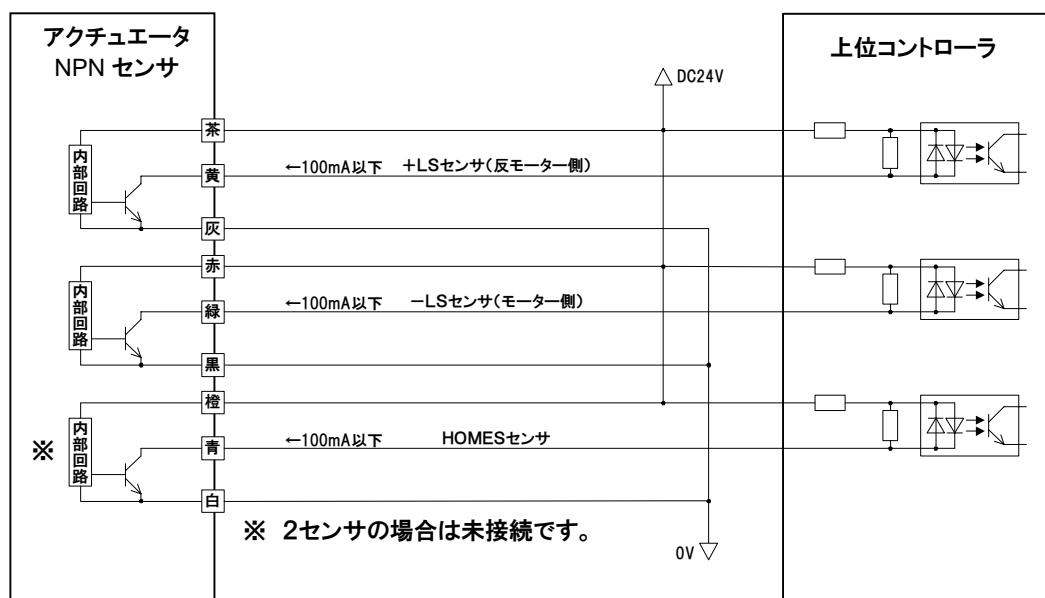 アクチュエータ
NPN センサ
上位コントローラ
DC24V
茶
内部回路
黄
←100mA以下 +LSセンサ(反モーター側)
灰
赤
内部回路
緑
←100mA以下 -LSセンサ(モーター側)
黒
橙
※
内部回路
青
←100mA以下 HOMESセンサ
白
※ 2センサの場合は未接続です。
0V